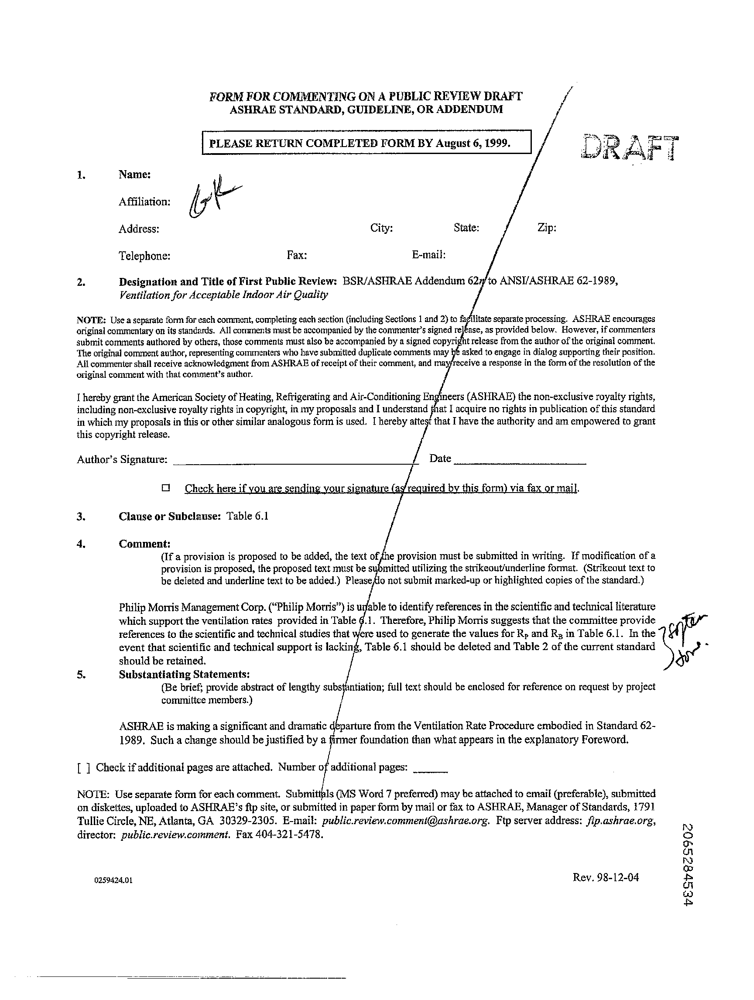 FORM FOR COMMENTING ON A PUBLIC REVIEW DRAFT
ASHRAE STANDARD, GUIDELINE, OR ADDENDUM
PLEASE RETURN COMPLETED FORM BY August 6, 1999.
DRAFT
1. Name:
Affiliation:
Address: City: State: Zip:
Telephone: Fax: E-mail:
2. Designation and Title of First Public Review: BSR/ASHRAE Addendum 62n to ANSI/ASHRAE 62-1989,
Ventilation for Acceptable Indoor Air Quality
NOTE: Use a separate form for each comment, completing each section (including Sections 1 and 2) to facilitate separate processing. ASHRAE encourages
original commentary on its standards. All comments must be accompanied by the commenter's signed release, as provided below. However, if commenters
submit comments authored by others, those comments must also be accompanied by a signed copyright release from the author of the original comment.
The original comment author, representing commenters who have submitted duplicate comments may be asked to engage in dialog supporting their position.
All commenter shall receive acknowledgment from ASHRAE of receipt of their comment, and may receive a response in the form of the resolution of the
original comment with that comment's author.
I hereby grant the American Society of Heating, Refrigerating and Air-Conditioning Engineers (ASHRAE) the non-exclusive royalty rights,
including non-exclusive royalty rights in copyright, in my proposals and I understand that I acquire no rights in publication of this standard
in which my proposals in this or other similar analogous form is used. I hereby attest that I have the authority and am empowered to grant
this copyright release.
Author's Signature: Date
☐ Check here if you are sending your signature (as required by this form) via fax or mail.
3. Clause or Subclause: Table 6.1
4. Comment:
(If a provision is proposed to be added, the text of the provision must be submitted in writing. If modification of a
provision is proposed, the proposed text must be submitted utilizing the strikeout/underline format. (Strikeout text to
be deleted and underline text to be added.) Please do not submit marked-up or highlighted copies of the standard.)
Philip Morris Management Corp. ("Philip Morris") is unable to identify references in the scientific and technical literature
which support the ventilation rates provided in Table 6.1. Therefore, Philip Morris suggests that the committee provide
references to the scientific and technical studies that were used to generate the values for RP and RB in Table 6.1. In the
event that scientific and technical support is lacking, Table 6.1 should be deleted and Table 2 of the current standard
should be retained.
5. Substantiating Statements:
(Be brief; provide abstract of lengthy substantiation; full text should be enclosed for reference on request by project
committee members.)
ASHRAE is making a significant and dramatic departure from the Ventilation Rate Procedure embodied in Standard 62-
1989. Such a change should be justified by a firmer foundation than what appears in the explanatory Foreword.
[ ] Check if additional pages are attached. Number of additional pages:
NOTE: Use separate form for each comment. Submittals (MS Word 7 preferred) may be attached to email (preferable), submitted
on diskettes, uploaded to ASHRAE's ftp site, or submitted in paper form by mail or fax to ASHRAE, Manager of Standards, 1791
Tullie Circle, NE, Atlanta, GA 30329-2305. E-mail: public.review.comment@ashrae.org. Ftp server address: ftp.ashrae.org,
director: public.review.comment. Fax 404-321-5478.
0259424.01
Rev. 98-12-04
2065284534